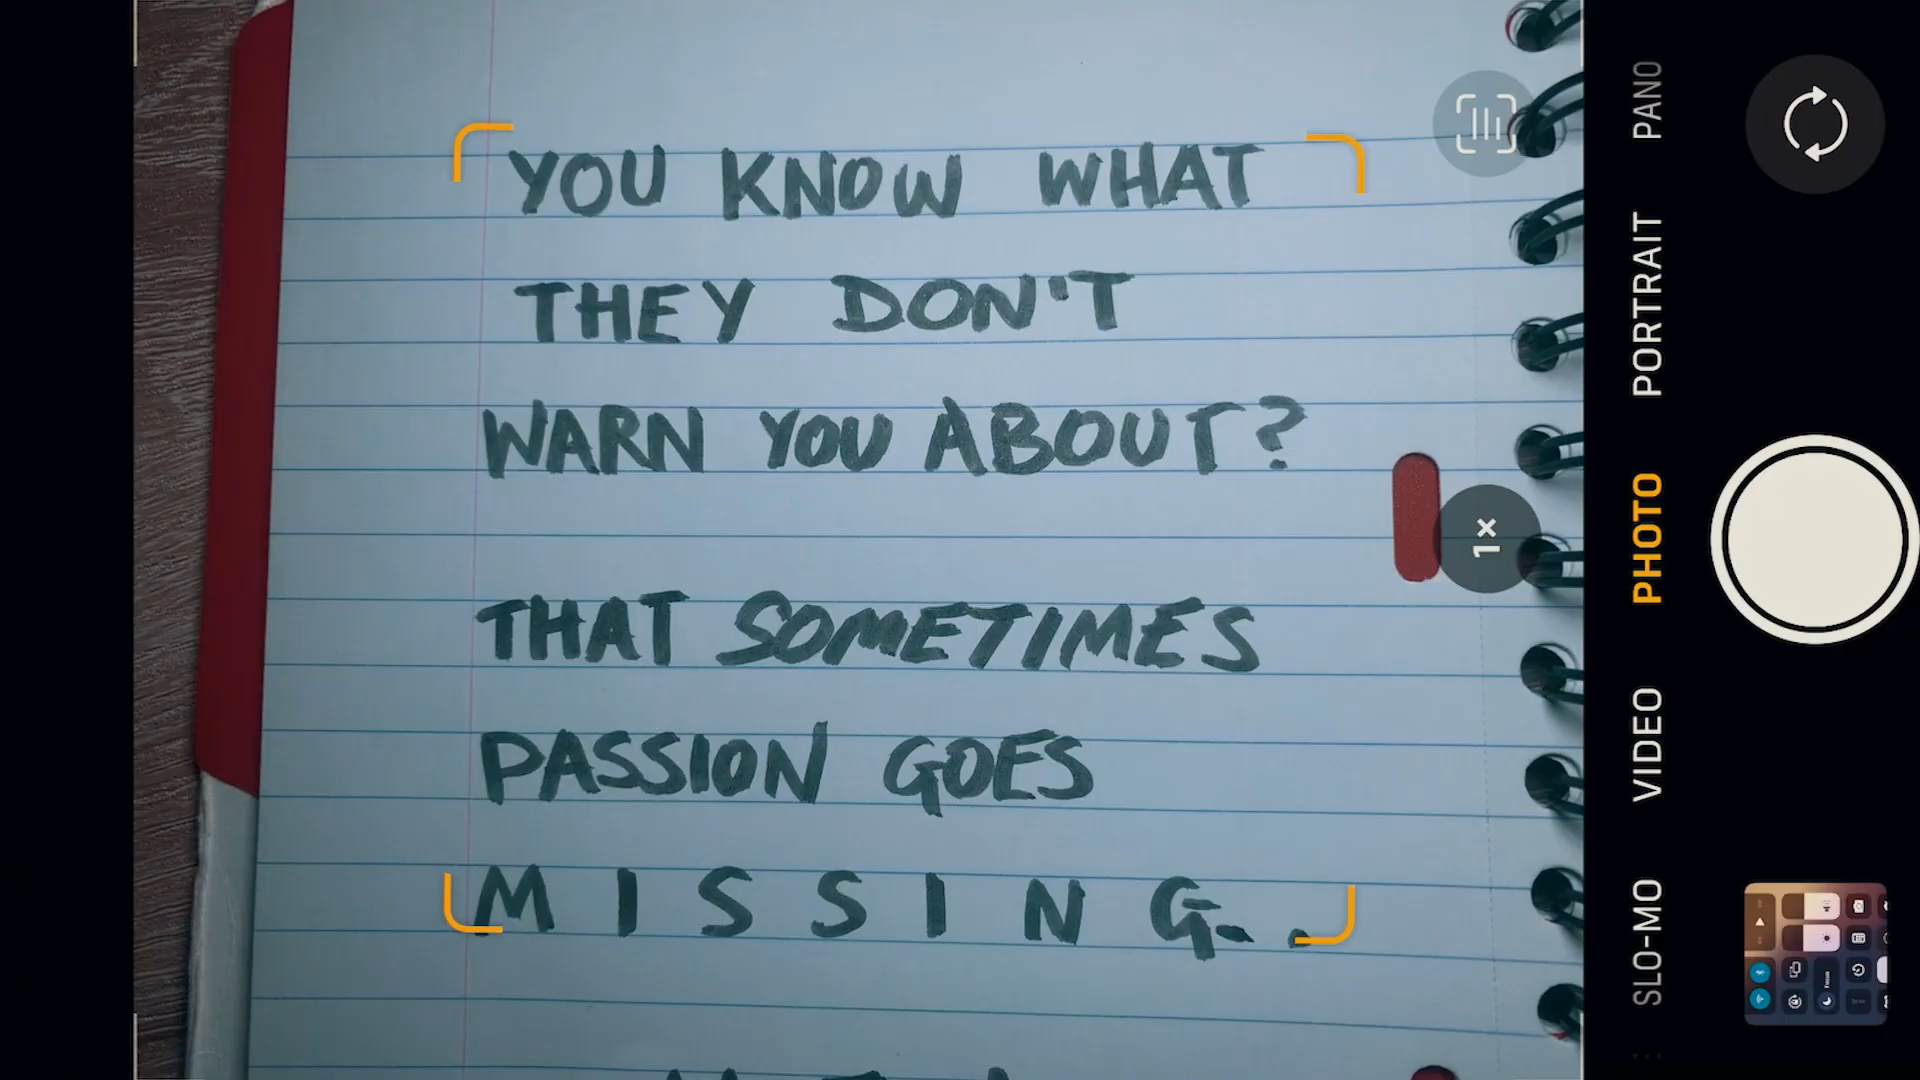 YOU KNOW WHAT
THEY DON'T
WARN YOU ABOUT?
THAT SOMETIMES
PASSION GOES
MISSING..
PANO
PORTRAIT
PHOTO
VIDEO
SLO-MO
1×